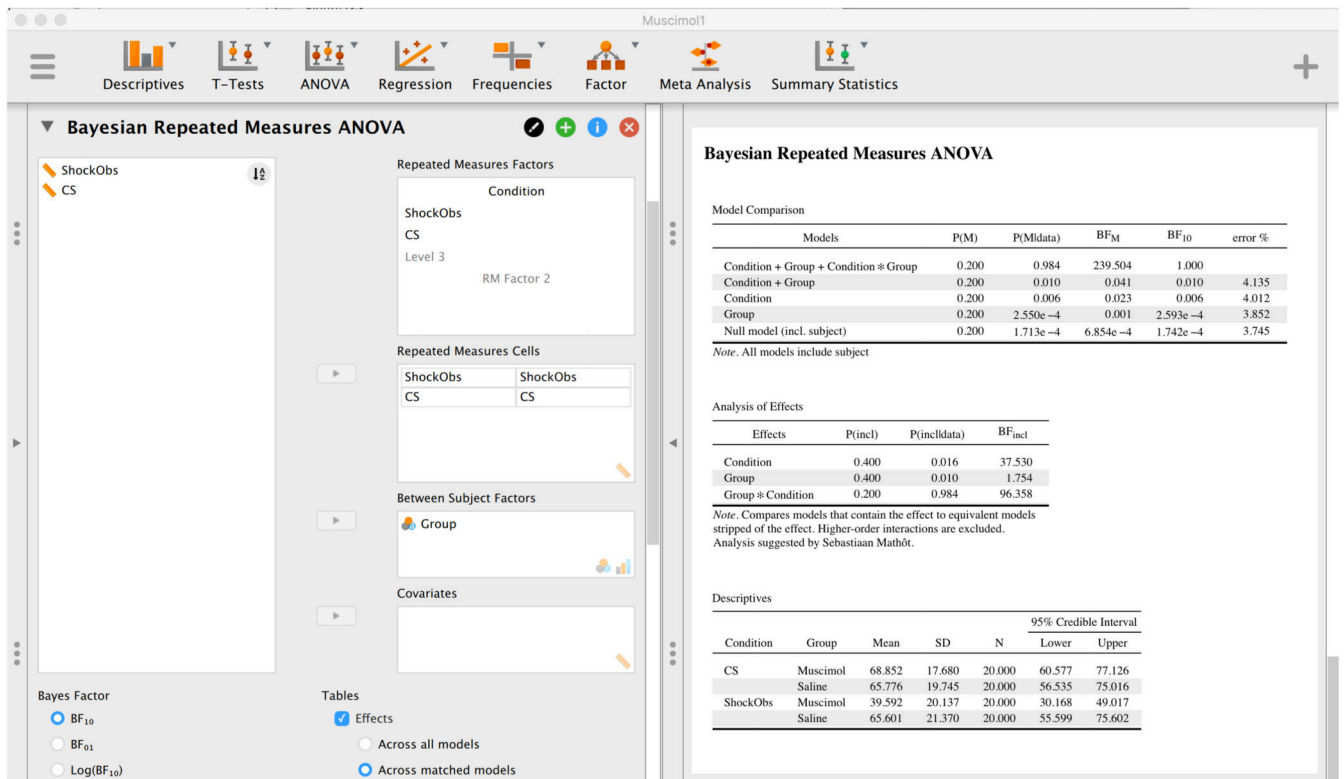 Muscimol1
Descriptives T-Tests ANOVA Regression Frequencies Factor Meta Analysis Summary Statistics
Bayesian Repeated Measures ANOVA
ShockObs
CS
Repeated Measures Factors
Condition
ShockObs
CS
Level 3
RM Factor 2
Repeated Measures Cells
ShockObs ShockObs
CS CS
Between Subject Factors
Group
Covariates
Bayes Factor
BF₁₀
BF₀₁
Log(BF₁₀)
Tables
Effects
Across all models
Across matched models
Bayesian Repeated Measures ANOVA
Model Comparison
Models P(M) P(M|data) BF_M BF₁₀ error %
Condition + Group + Condition ∗ Group 0.200 0.984 239.504 1.000
Condition + Group 0.200 0.010 0.041 0.010 4.135
Condition 0.200 0.006 0.023 0.006 4.012
Group 0.200 2.550e −4 0.001 2.593e −4 3.852
Null model (incl. subject) 0.200 1.713e −4 6.854e −4 1.742e −4 3.745
Note. All models include subject
Analysis of Effects
Effects P(incl) P(incl|data) BF_incl
Condition 0.400 0.016 37.530
Group 0.400 0.010 1.754
Group ∗ Condition 0.200 0.984 96.358
Note. Compares models that contain the effect to equivalent models
stripped of the effect. Higher-order interactions are excluded.
Analysis suggested by Sebastiaan Mathôt.
Descriptives
95% Credible Interval
Condition Group Mean SD N Lower Upper
CS Muscimol 68.852 17.680 20.000 60.577 77.126
Saline 65.776 19.745 20.000 56.535 75.016
ShockObs Muscimol 39.592 20.137 20.000 30.168 49.017
Saline 65.601 21.370 20.000 55.599 75.602